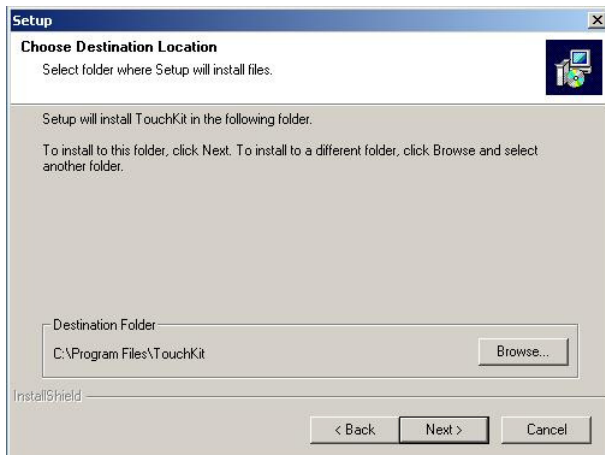 Setup
Choose Destination Location
Select folder where Setup will install files.
Setup will install TouchKit in the following folder.
To install to this folder, click Next. To install to a different folder, click Browse and select
another folder.
Destination Folder
C:\Program Files\TouchKit
Browse...
InstallShield
< Back
Next >
Cancel